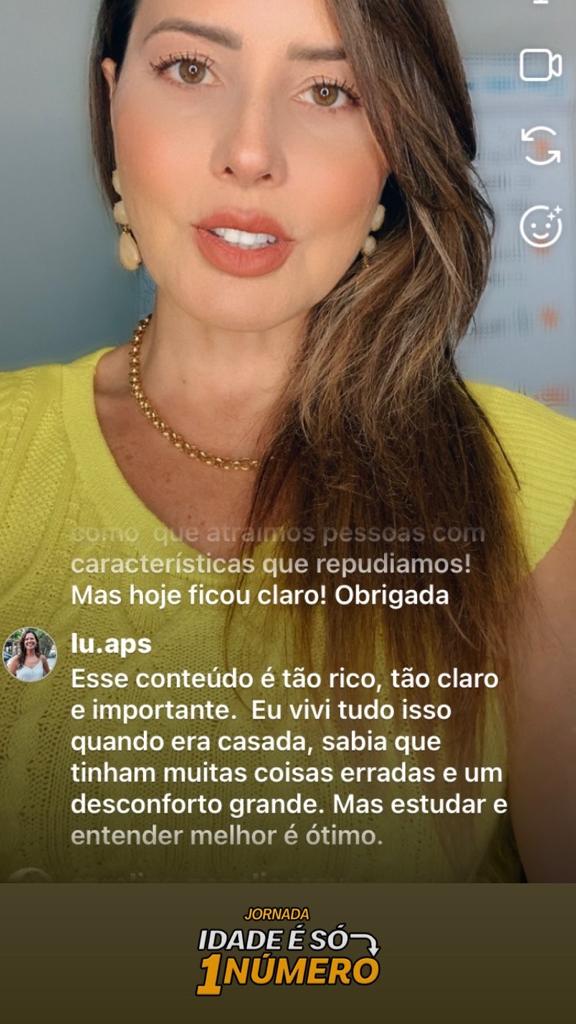 como que atraímos pessoas com
características que repudiamos!
Mas hoje ficou claro! Obrigada
lu.aps
Esse conteúdo é tão rico, tão claro
e importante. Eu vivi tudo isso
quando era casada, sabia que
tinham muitas coisas erradas e um
desconforto grande. Mas estudar e
entender melhor é ótimo.
JORNADA
IDADE É SÓ
1 NÚMERO